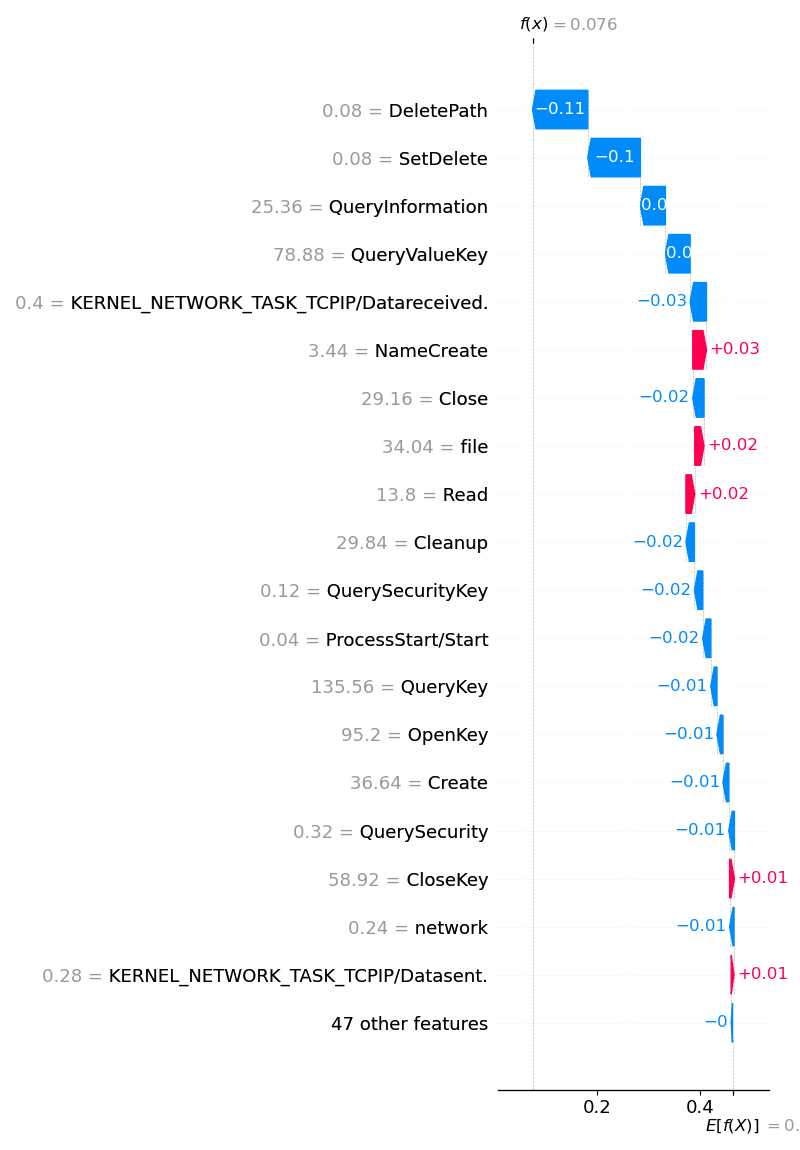 f(x) = 0.076
0.08 = DeletePath
−0.11
0.08 = SetDelete
−0.1
25.36 = QueryInformation
0.0
78.88 = QueryValueKey
0.0
0.4 = KERNEL_NETWORK_TASK_TCPIP/Datareceived.
−0.03
3.44 = NameCreate
+0.03
29.16 = Close
−0.02
34.04 = file
+0.02
13.8 = Read
+0.02
29.84 = Cleanup
−0.02
0.12 = QuerySecurityKey
−0.02
0.04 = ProcessStart/Start
−0.02
135.56 = QueryKey
−0.01
95.2 = OpenKey
−0.01
36.64 = Create
−0.01
0.32 = QuerySecurity
−0.01
58.92 = CloseKey
+0.01
0.24 = network
−0.01
0.28 = KERNEL_NETWORK_TASK_TCPIP/Datasent.
+0.01
47 other features
−0
0.2 0.4
E[f(X)] = 0.